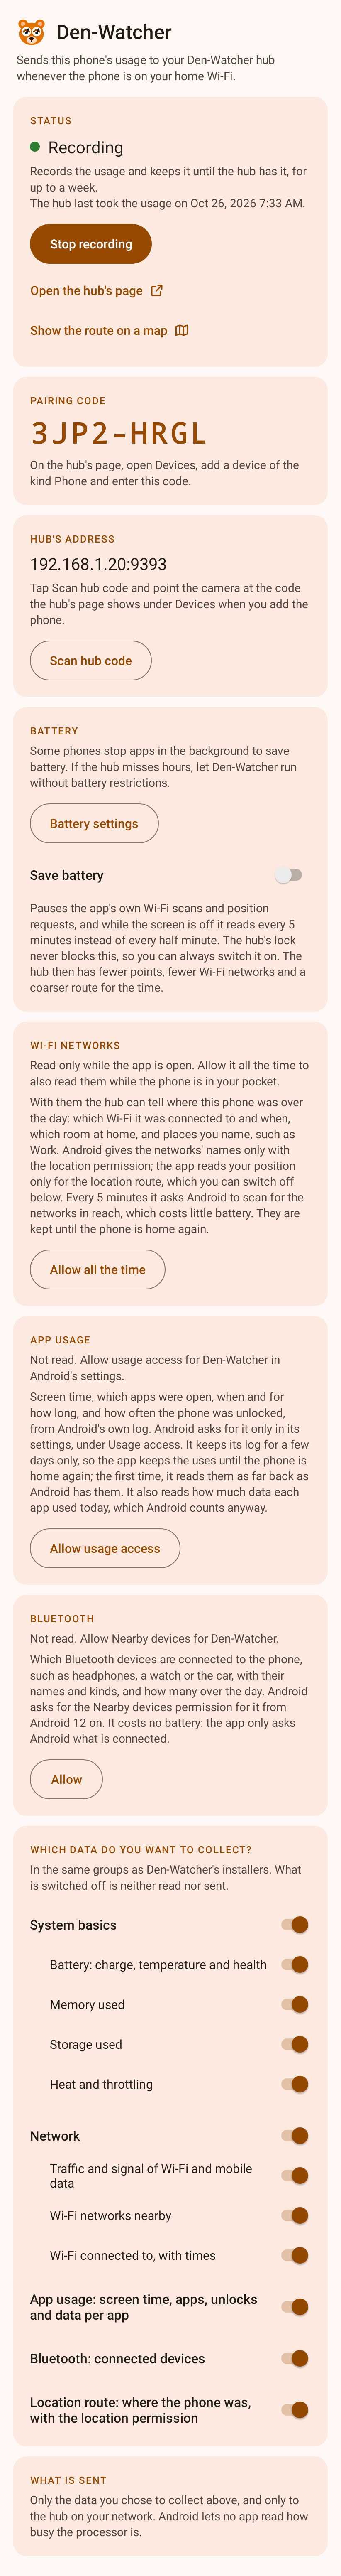 Den-Watcher
Sends this phone's usage to your Den-Watcher hub
whenever the phone is on your home Wi-Fi.
STATUS
Recording
Records the usage and keeps it until the hub has it, for
up to a week.
The hub last took the usage on Oct 26, 2026 7:33 AM.
Stop recording
Open the hub's page
Show the route on a map
PAIRING CODE
3JP2-HRGL
On the hub's page, open Devices, add a device of the
kind Phone and enter this code.
HUB'S ADDRESS
192.168.1.20:9393
Tap Scan hub code and point the camera at the code
the hub's page shows under Devices when you add the
phone.
Scan hub code
BATTERY
Some phones stop apps in the background to save
battery. If the hub misses hours, let Den-Watcher run
without battery restrictions.
Battery settings
Save battery
Pauses the app's own Wi-Fi scans and position
requests, and while the screen is off it reads every 5
minutes instead of every half minute. The hub's lock
never blocks this, so you can always switch it on. The
hub then has fewer points, fewer Wi-Fi networks and a
coarser route for the time.
WI-FI NETWORKS
Read only while the app is open. Allow it all the time to
also read them while the phone is in your pocket.
With them the hub can tell where this phone was over
the day: which Wi-Fi it was connected to and when,
which room at home, and places you name, such as
Work. Android gives the networks' names only with
the location permission; the app reads your position
only for the location route, which you can switch off
below. Every 5 minutes it asks Android to scan for the
networks in reach, which costs little battery. They are
kept until the phone is home again.
Allow all the time
APP USAGE
Not read. Allow usage access for Den-Watcher in
Android's settings.
Screen time, which apps were open, when and for
how long, and how often the phone was unlocked,
from Android's own log. Android asks for it only in its
settings, under Usage access. It keeps its log for a few
days only, so the app keeps the uses until the phone is
home again; the first time, it reads them as far back as
Android has them. It also reads how much data each
app used today, which Android counts anyway.
Allow usage access
BLUETOOTH
Not read. Allow Nearby devices for Den-Watcher.
Which Bluetooth devices are connected to the phone,
such as headphones, a watch or the car, with their
names and kinds, and how many over the day. Android
asks for the Nearby devices permission for it from
Android 12 on. It costs no battery: the app only asks
Android what is connected.
Allow
WHICH DATA DO YOU WANT TO COLLECT?
In the same groups as Den-Watcher's installers. What
is switched off is neither read nor sent.
System basics
Battery: charge, temperature and health
Memory used
Storage used
Heat and throttling
Network
Traffic and signal of Wi-Fi and mobile
data
Wi-Fi networks nearby
Wi-Fi connected to, with times
App usage: screen time, apps, unlocks
and data per app
Bluetooth: connected devices
Location route: where the phone was,
with the location permission
WHAT IS SENT
Only the data you chose to collect above, and only to
the hub on your network. Android lets no app read how
busy the processor is.